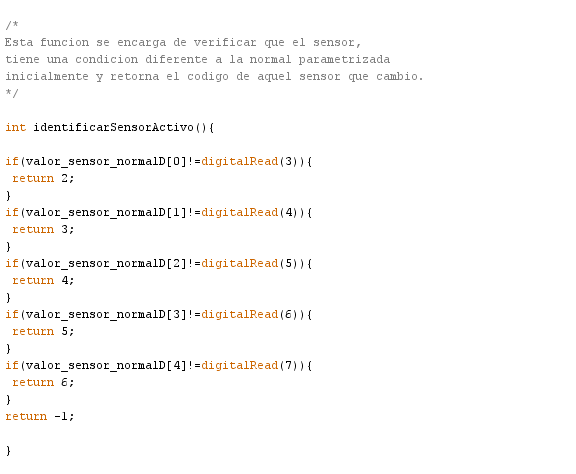 /*
Esta funcion se encarga de verificar que el sensor,
tiene una condicion diferente a la normal parametrizada
inicialmente y retorna el codigo de aquel sensor que cambio.
*/
int identificarSensorActivo(){
if(valor_sensor_normalD[0]!=digitalRead(3)){
return 2;
}
if(valor_sensor_normalD[1]!=digitalRead(4)){
return 3;
}
if(valor_sensor_normalD[2]!=digitalRead(5)){
return 4;
}
if(valor_sensor_normalD[3]!=digitalRead(6)){
return 5;
}
if(valor_sensor_normalD[4]!=digitalRead(7)){
return 6;
}
return -1;
}